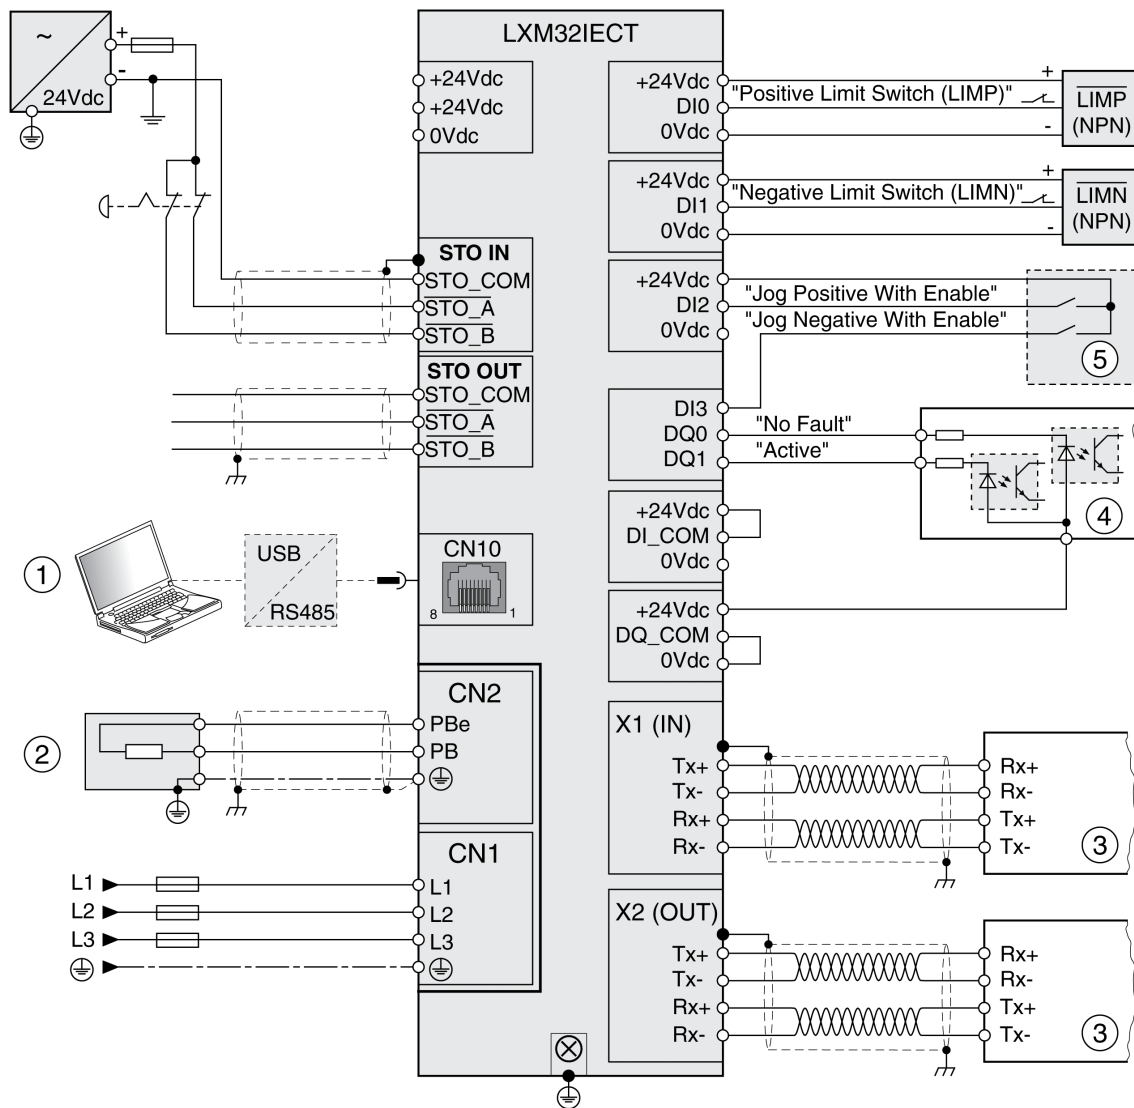 LXM32IECT
~
+
-
24Vdc
+24Vdc
+24Vdc
0Vdc
STO IN
STO_COM
STO_A
STO_B
STO OUT
STO_COM
STO_A
STO_B
1
USB
RS485
CN10
8
1
2
CN2
PBe
PB
CN1
L1
L2
L3
L1
L2
L3
+24Vdc
DI0
0Vdc
"Positive Limit Switch (LIMP)"
+
-
LIMP
(NPN)
+24Vdc
DI1
0Vdc
"Negative Limit Switch (LIMN)"
+
-
LIMN
(NPN)
+24Vdc
DI2
0Vdc
"Jog Positive With Enable"
"Jog Negative With Enable"
5
DI3
DQ0
DQ1
"No Fault"
"Active"
4
+24Vdc
DI_COM
0Vdc
+24Vdc
DQ_COM
0Vdc
X1 (IN)
Tx+
Tx-
Rx+
Rx-
Rx+
Rx-
Tx+
Tx-
3
X2 (OUT)
Tx+
Tx-
Rx+
Rx-
Rx+
Rx-
Tx+
Tx-
3